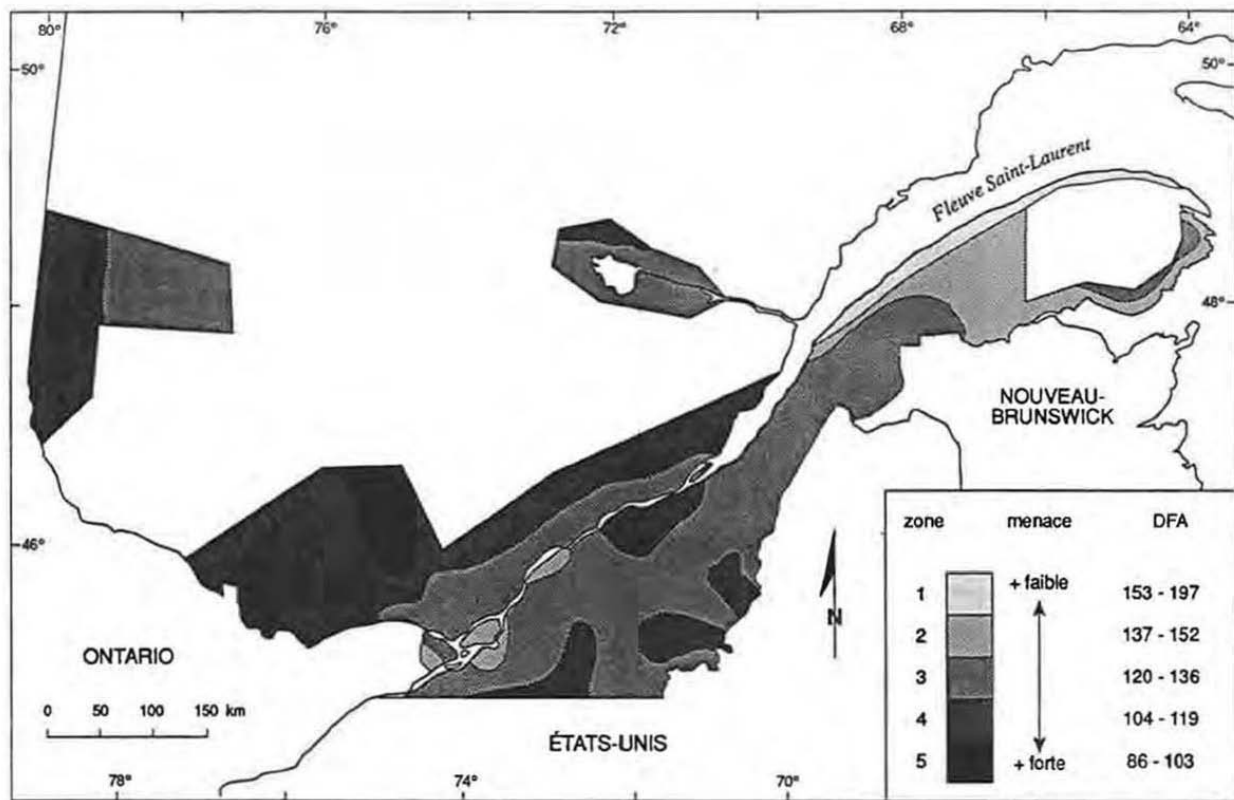 80° 76° 72° 68° 64°
50° 50°
Fleuve Saint-Laurent
48°
NOUVEAU-
BRUNSWICK
46°
N
ONTARIO
0 50 100 150 km
ÉTATS-UNIS
78° 74° 70°
zone menace DFA
1 + faible 153 - 197
2 137 - 152
3 120 - 136
4 104 - 119
5 + forte 86 - 103